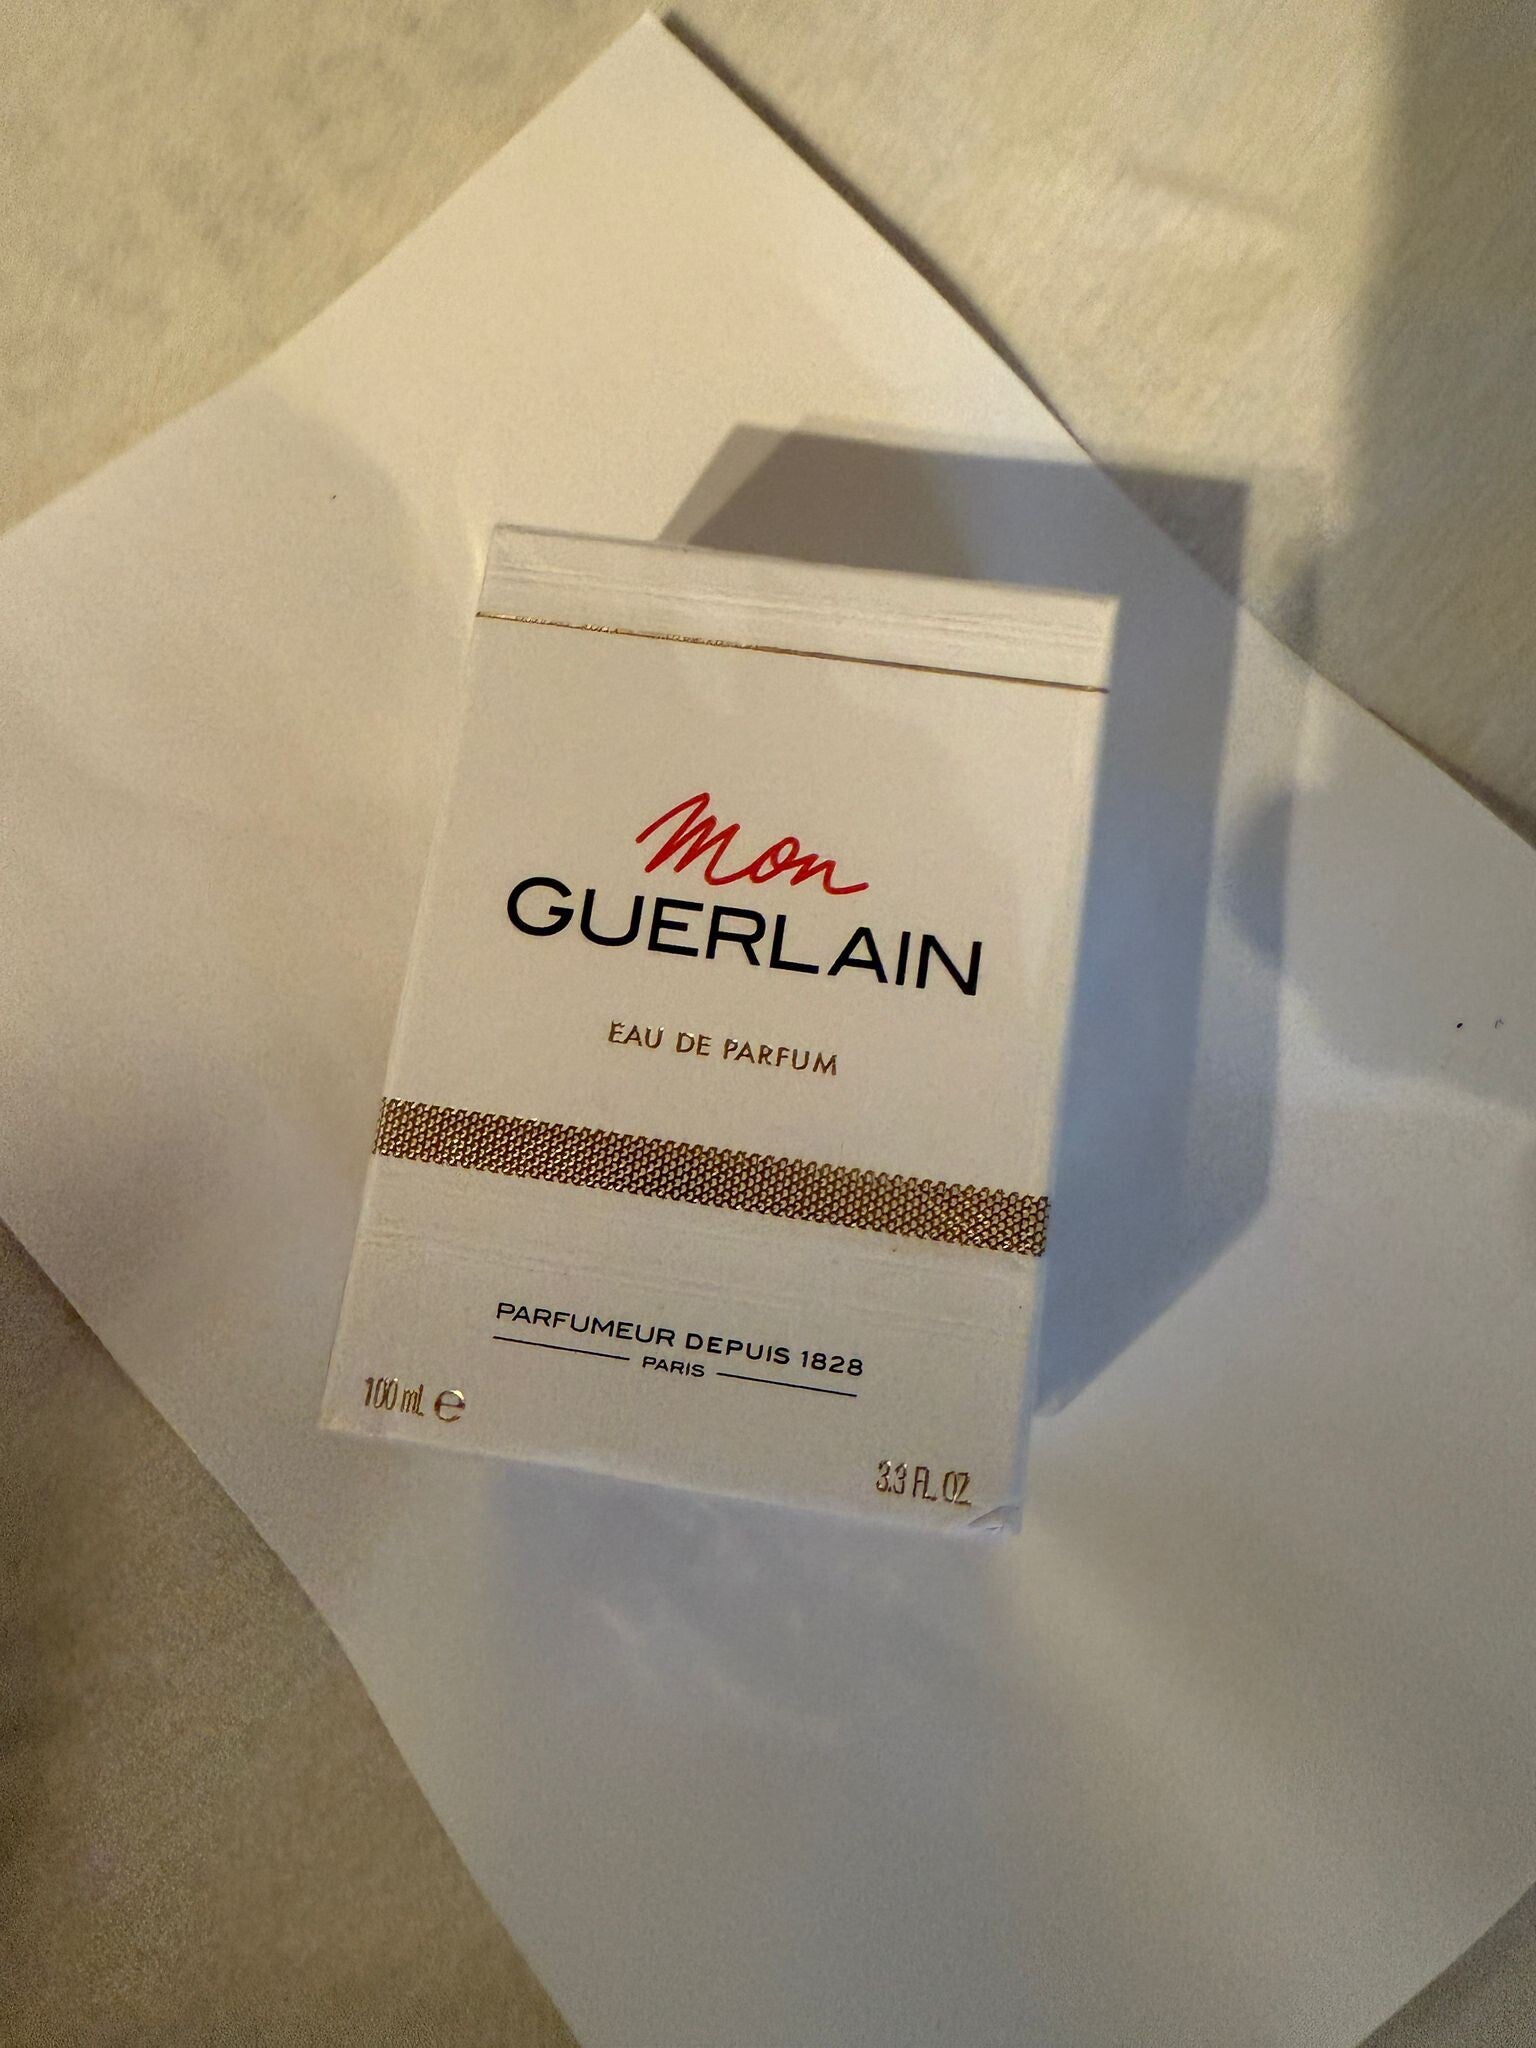 Mon
GUERLAIN
EAU DE PARFUM
PARFUMEUR DEPUIS 1828
PARIS
100 mL ℮
3.3 FL. OZ.